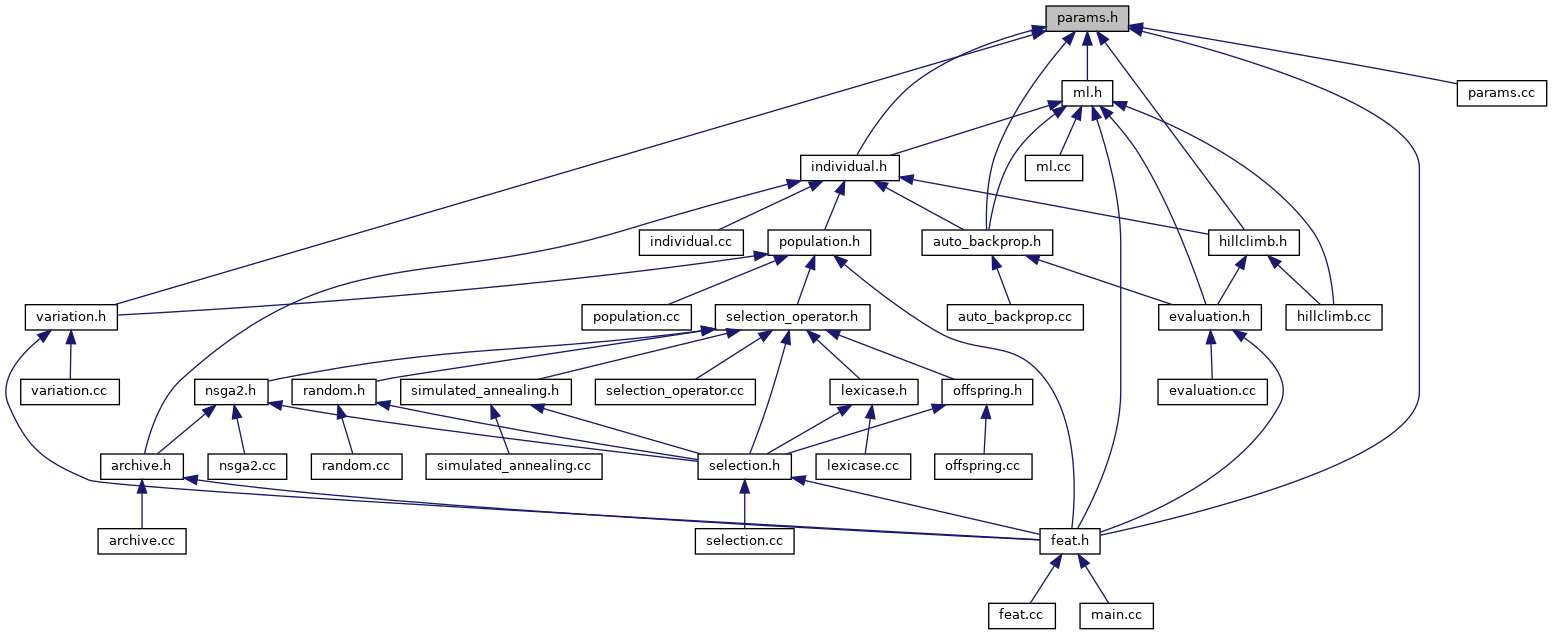 params.h
ml.h
params.cc
individual.h
ml.cc
individual.cc
population.h
auto_backprop.h
hillclimb.h
variation.h
population.cc
selection_operator.h
auto_backprop.cc
evaluation.h
hillclimb.cc
variation.cc
nsga2.h
random.h
simulated_annealing.h
selection_operator.cc
lexicase.h
offspring.h
evaluation.cc
archive.h
nsga2.cc
random.cc
simulated_annealing.cc
selection.h
lexicase.cc
offspring.cc
archive.cc
selection.cc
feat.h
feat.cc
main.cc